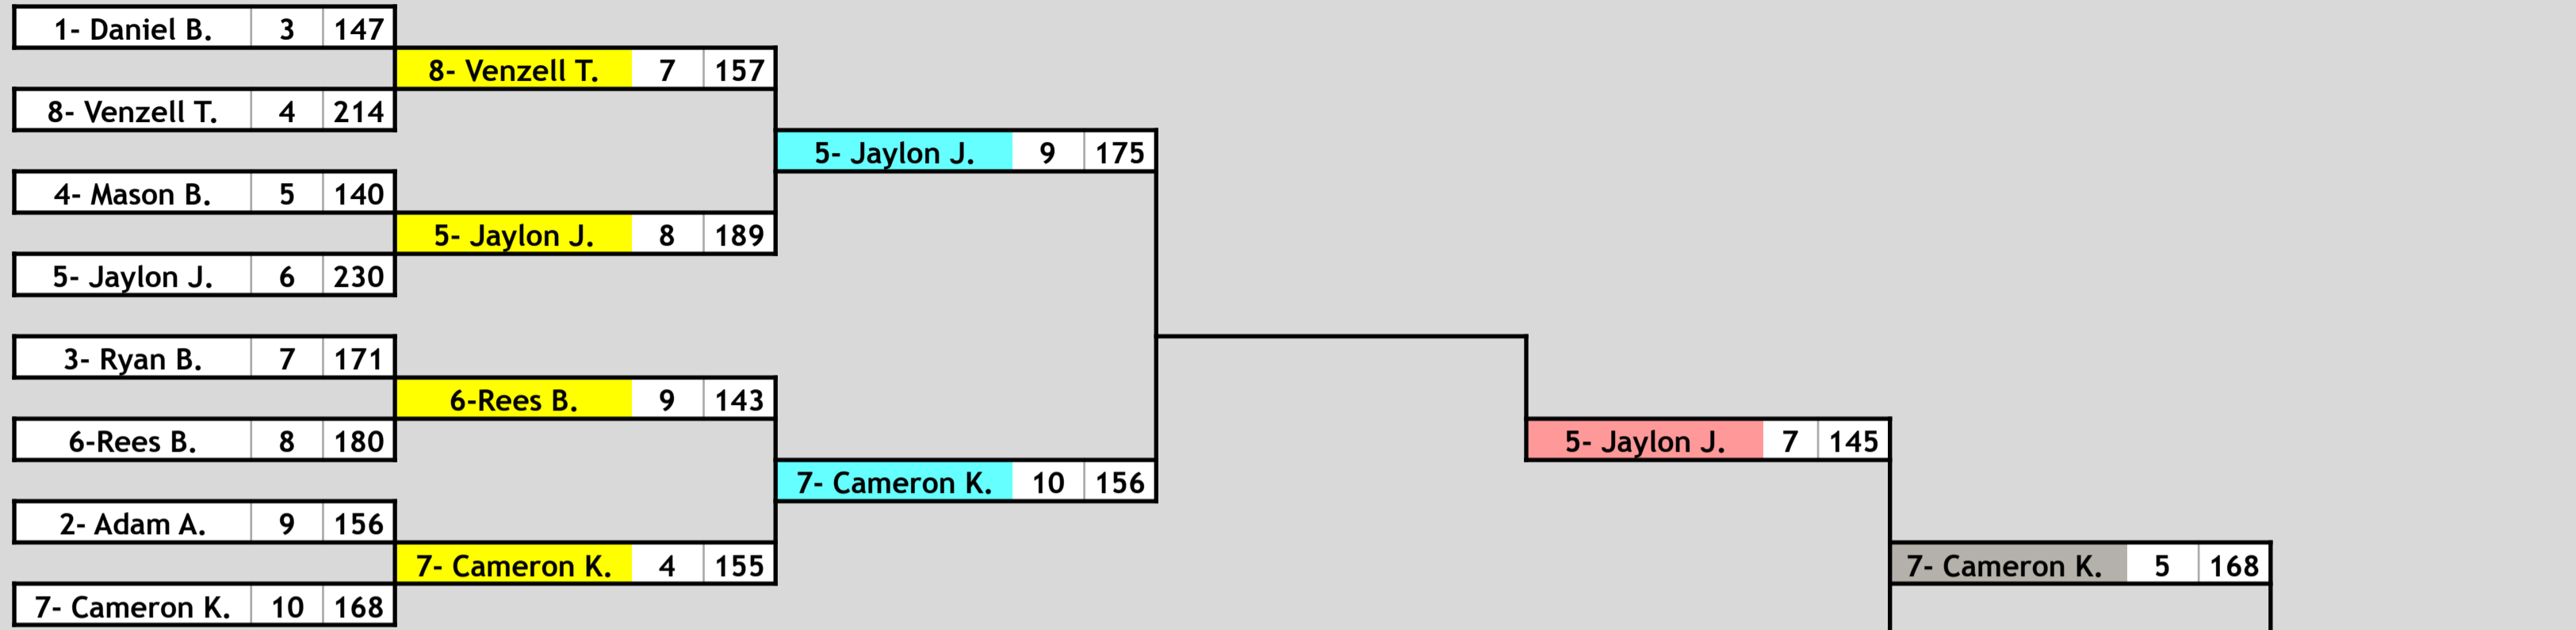 1- Daniel B. 3 147
8- Venzell T. 7 157
8- Venzell T. 4 214
5- Jaylon J. 9 175
4- Mason B. 5 140
5- Jaylon J. 8 189
5- Jaylon J. 6 230
3- Ryan B. 7 171
6-Rees B. 9 143
6-Rees B. 8 180
5- Jaylon J. 7 145
7- Cameron K. 10 156
2- Adam A. 9 156
7- Cameron K. 4 155
7- Cameron K. 5 168
7- Cameron K. 10 168